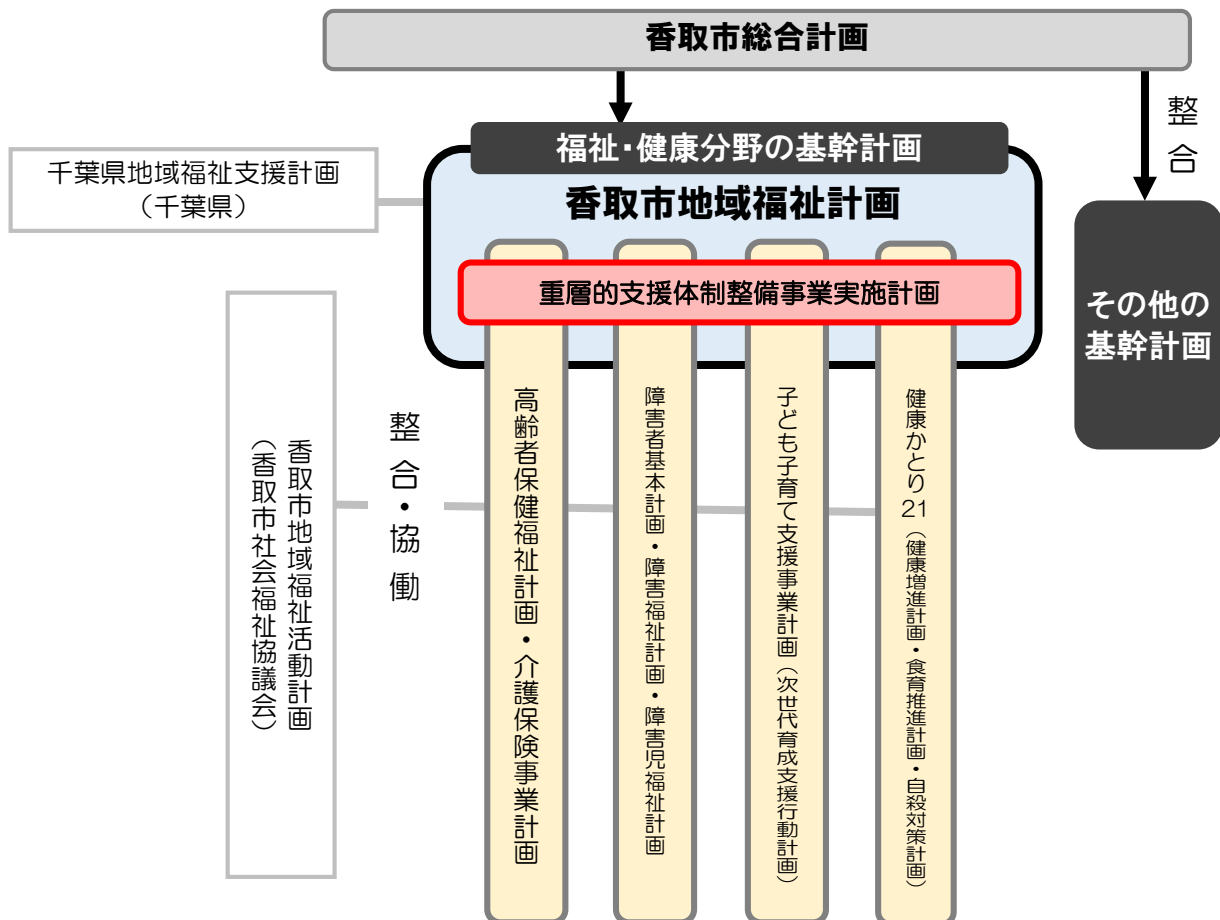 香取市総合計画
整合
福祉・健康分野の基幹計画
千葉県地域福祉支援計画
（千葉県）
香取市地域福祉計画
重層的支援体制整備事業実施計画
その他の
基幹計画
香取市地域福祉活動計画
（香取市社会福祉協議会）
整合・協働
高齢者保健福祉計画・介護保険事業計画
障害者基本計画・障害福祉計画・障害児福祉計画
子ども子育て支援事業計画（次世代育成支援行動計画）
健康かとり21（健康増進計画・食育推進計画・自殺対策計画）